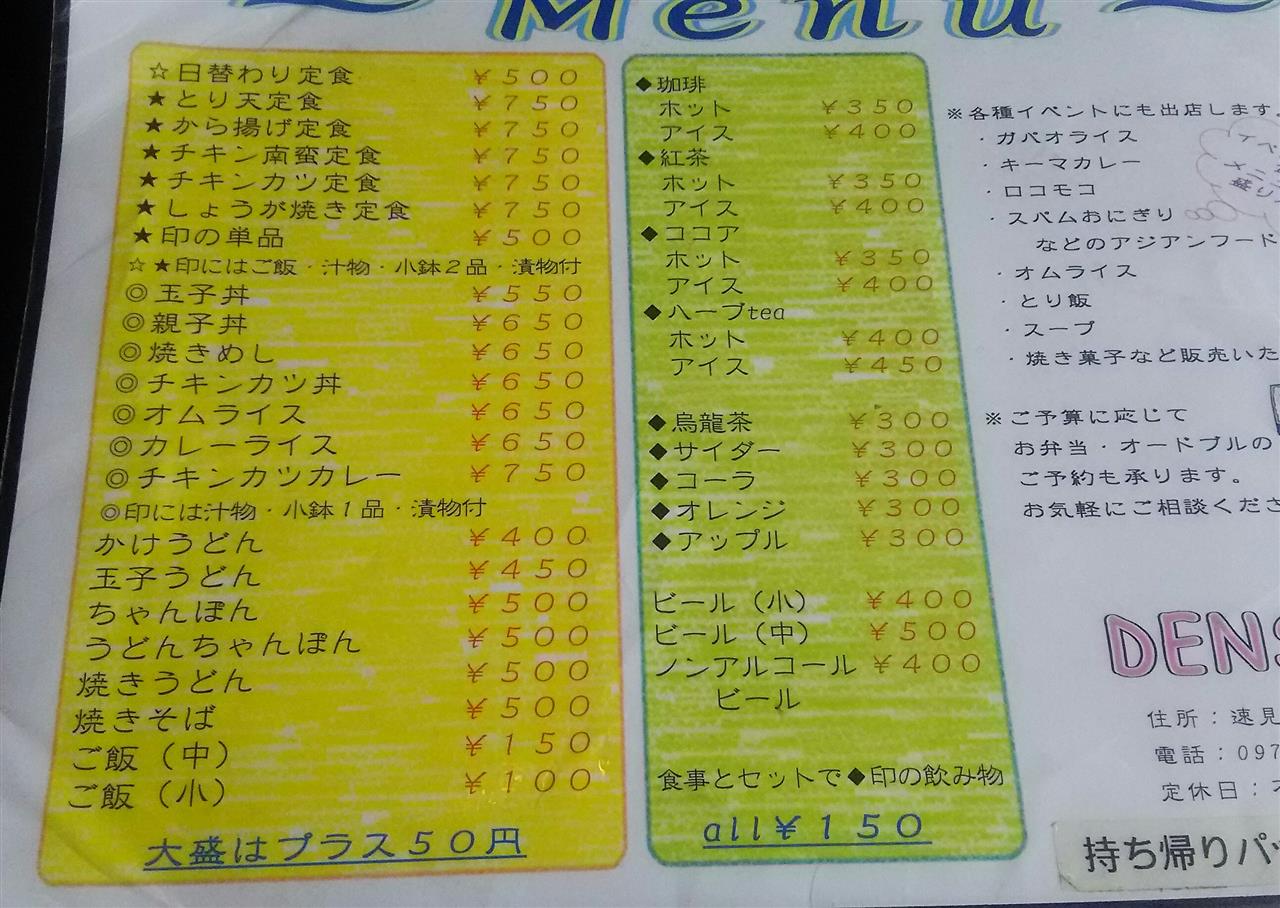 Menu
☆日替わり定食 ￥５００
★とり天定食 ￥７５０
★から揚げ定食 ￥７５０
★チキン南蛮定食 ￥７５０
★チキンカツ定食 ￥７５０
★しょうが焼き定食 ￥７５０
★印の単品 ￥５００
☆★印にはご飯・汁物・小鉢２品・漬物付
◎玉子丼 ￥５５０
◎親子丼 ￥６５０
◎焼きめし ￥６５０
◎チキンカツ丼 ￥６５０
◎オムライス ￥６５０
◎カレーライス ￥６５０
◎チキンカツカレー ￥７５０
◎印には汁物・小鉢１品・漬物付
かけうどん ￥４００
玉子うどん ￥４５０
ちゃんぽん ￥５００
うどんちゃんぽん ￥５００
焼きうどん ￥５００
焼きそば ￥５００
ご飯（中） ￥１５０
ご飯（小） ￥１００
大盛はプラス５０円
◆珈琲
ホット ￥３５０
アイス ￥４００
◆紅茶
ホット ￥３５０
アイス ￥４００
◆ココア
ホット ￥３５０
アイス ￥４００
◆ハーブtea
ホット ￥４００
アイス ￥４５０
◆烏龍茶 ￥３００
◆サイダー ￥３００
◆コーラ ￥３００
◆オレンジ ￥３００
◆アップル ￥３００
ビール（小） ￥４００
ビール（中） ￥５００
ノンアルコール ￥４００
ビール
食事とセットで◆印の飲み物
all￥１５０
※各種イベントにも出店します
・ガパオライス
・キーマカレー
・ロコモコ
・スパムおにぎり
などのアジアンフード
・オムライス
・とり飯
・スープ
・焼き菓子など販売いた
※ご予算に応じて
お弁当・オードブルの
ご予約も承ります。
お気軽にご相談くださ
DENS
住所：速見
電話：097
定休日：
持ち帰りパッ